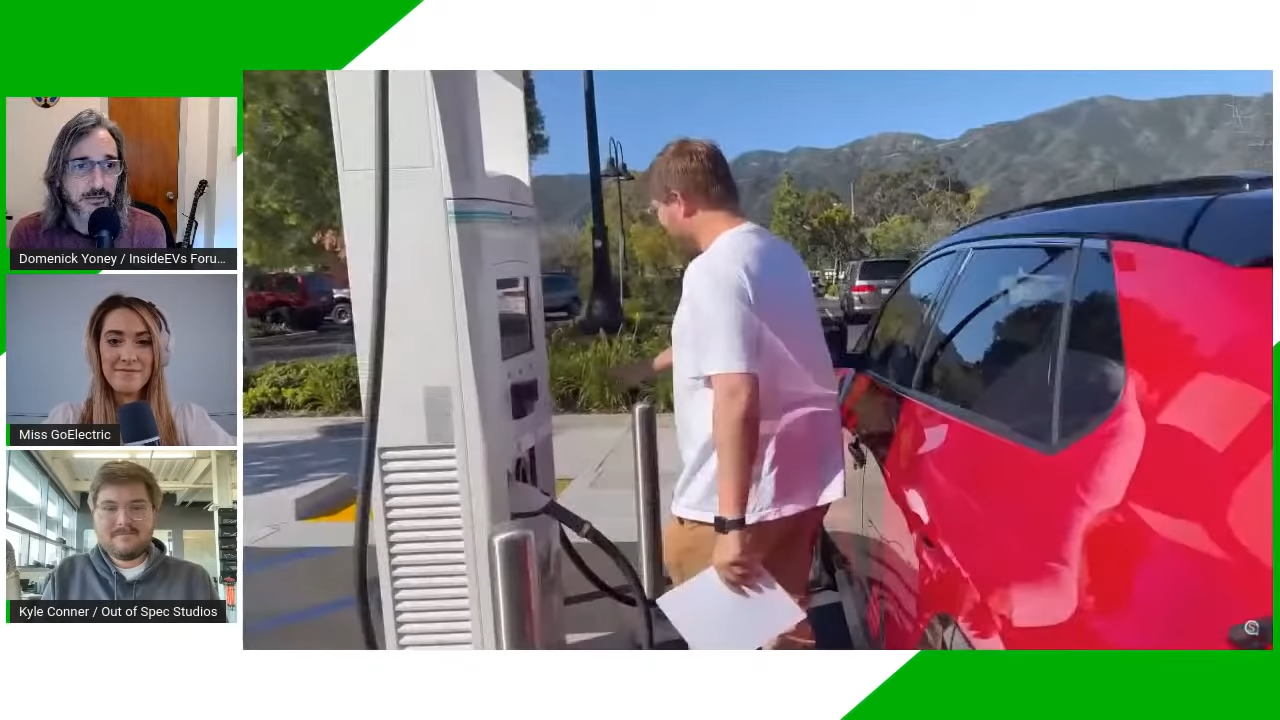 Domenick Yoney / InsideEVs Foru...
Miss GoElectric
Kyle Conner / Out of Spec Studios